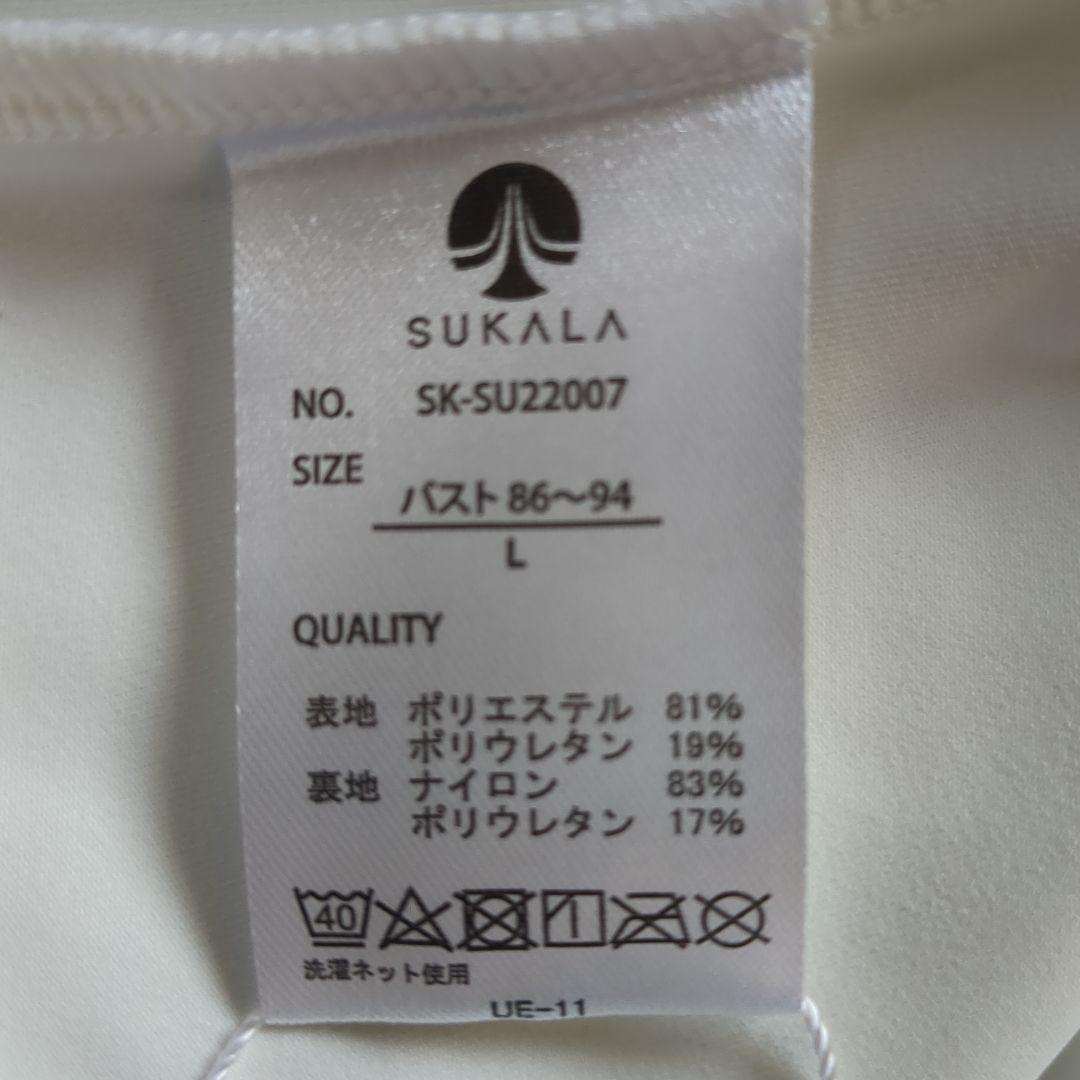 SUKALA
NO. SK-SU22007
SIZE
バスト 86〜94
L
QUALITY
表地 ポリエステル 81%
ポリウレタン 19%
裏地 ナイロン 83%
ポリウレタン 17%
40
洗濯ネット使用
UE-11